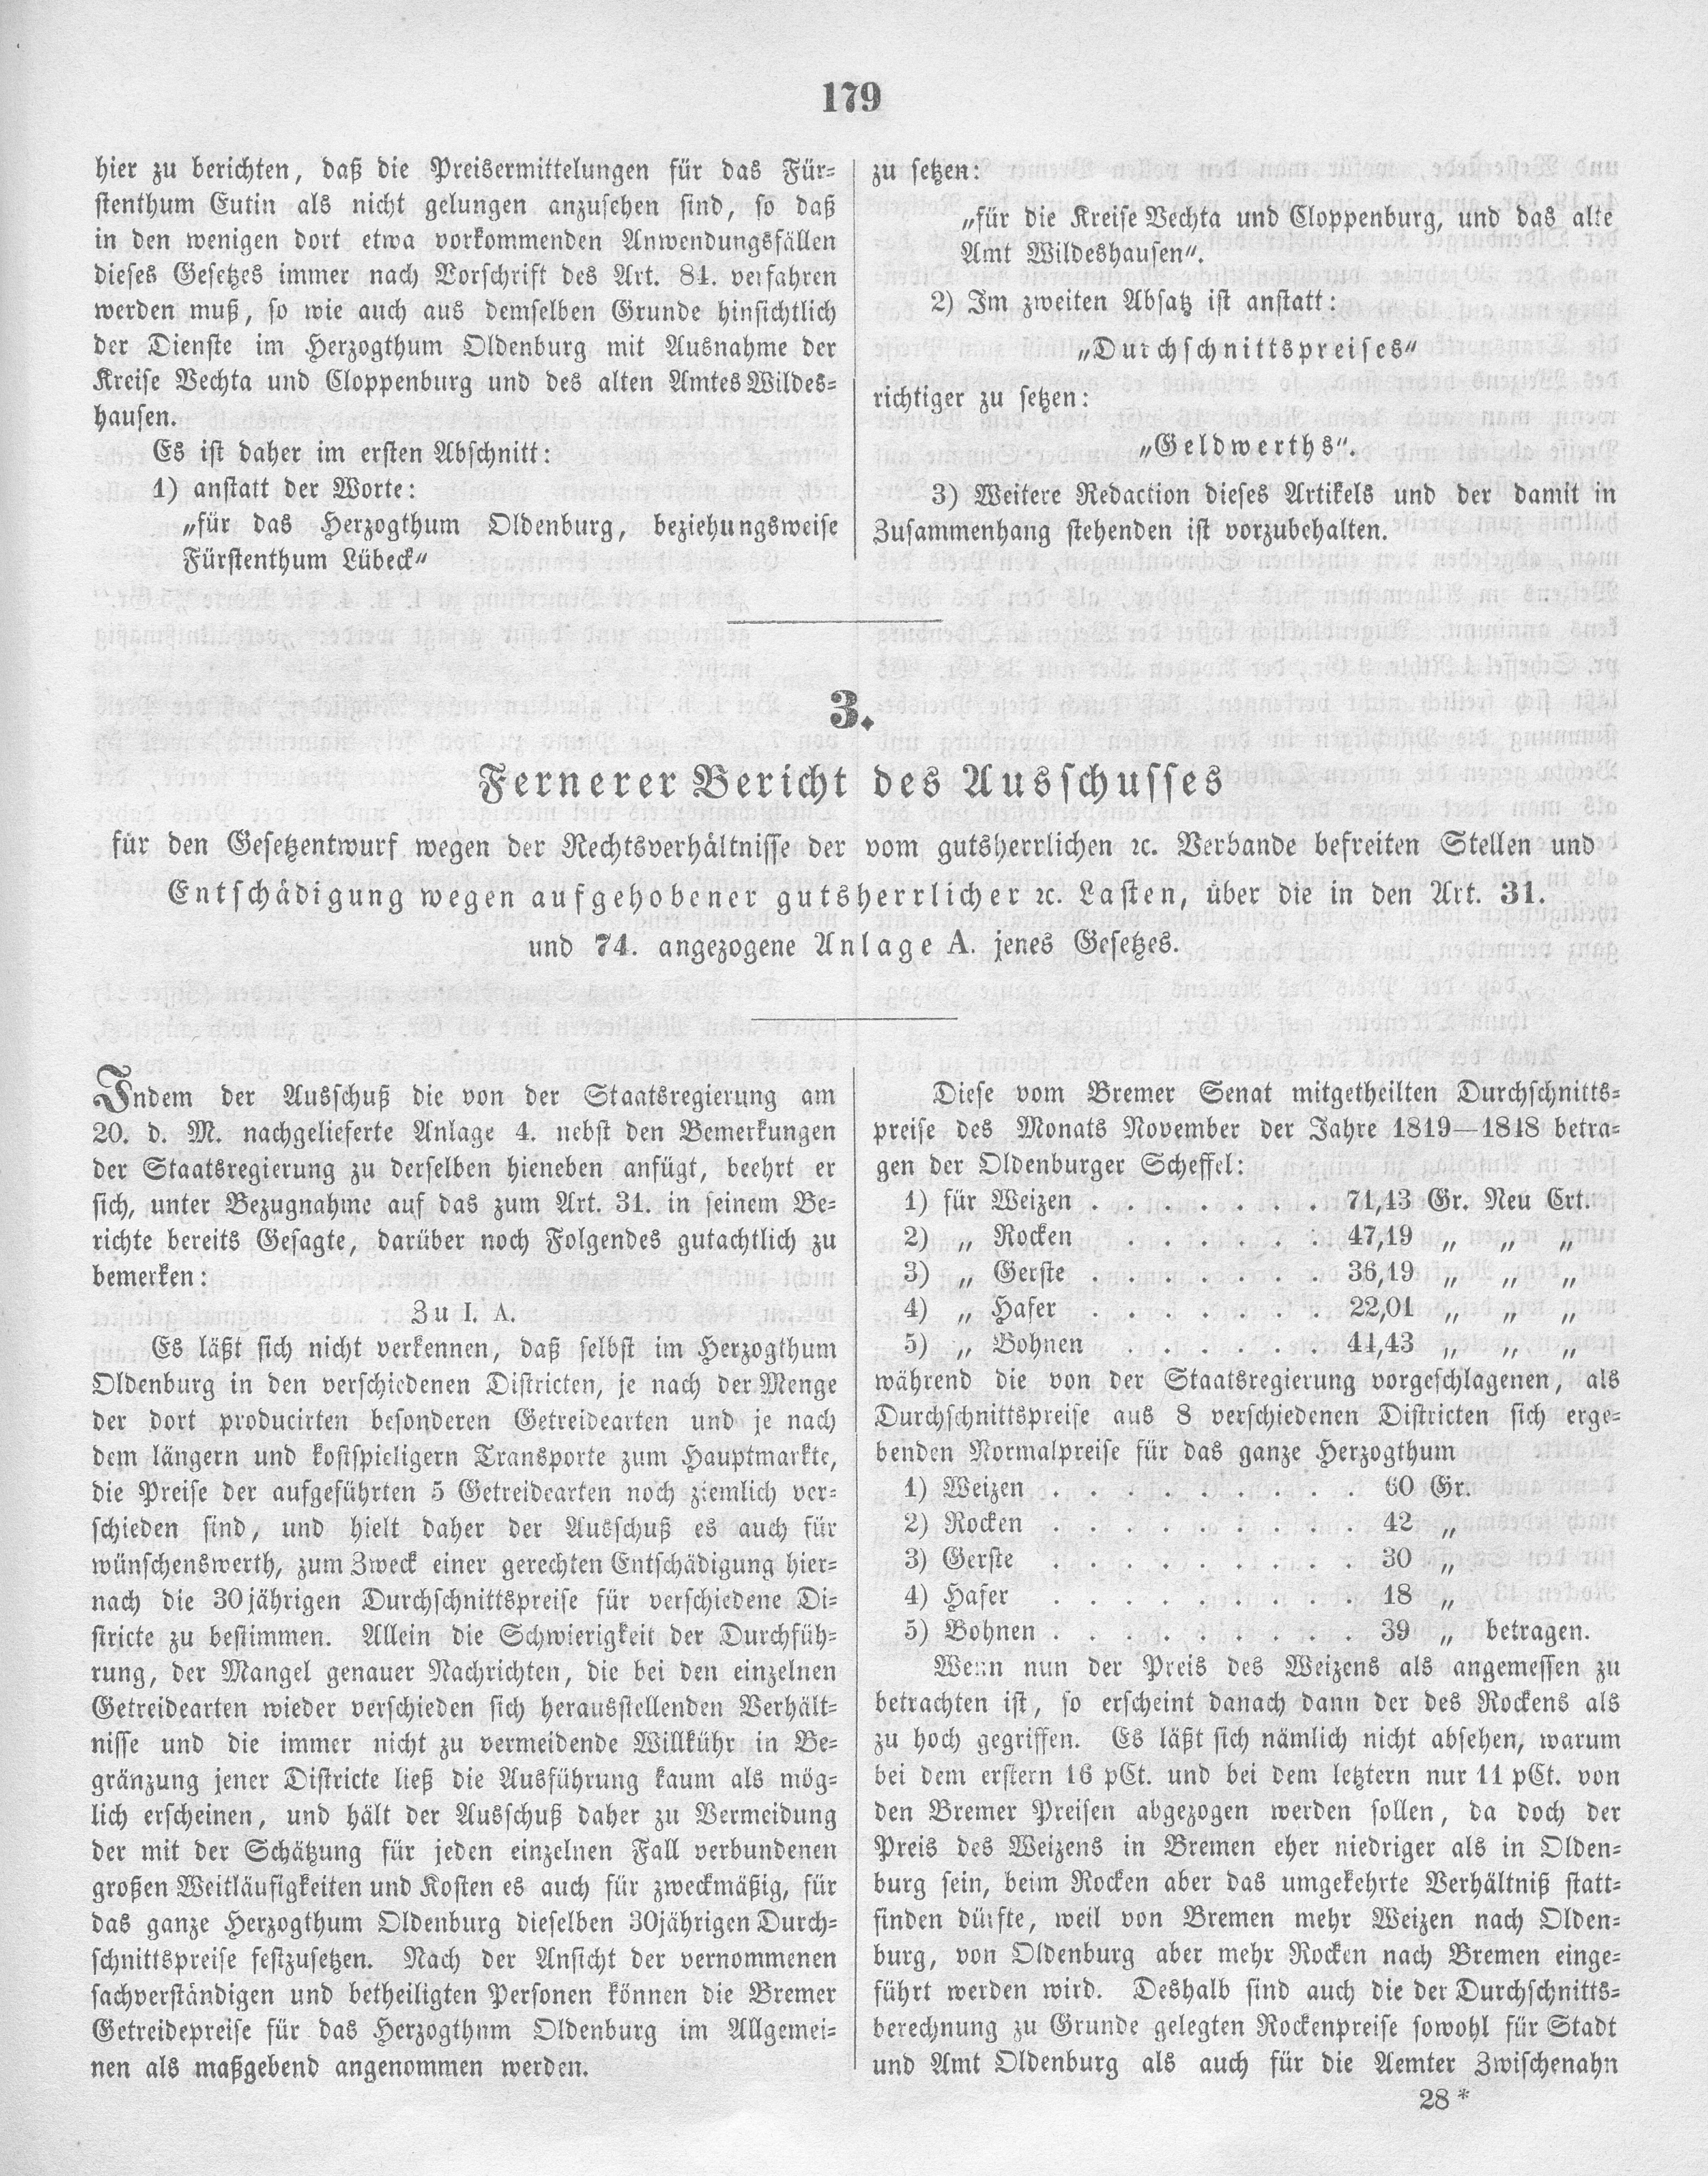 179
hier zu berichten, daß die Preisermittelungen für das Für-
stenthum Eutin als nicht gelungen anzusehen sind, so daß
in den wenigen dort etwa vorkommenden Anwendungsfällen
dieses Gesetzes immer nach Vorschrift des Art. 84. verfahren
werden muß, so wie auch aus demselben Grunde hinsichtlich
der Dienste im Herzogthum Oldenburg mit Ausnahme der
Kreise Vechta und Cloppenburg und des alten Amtes Wildes-
hausen.
Es ist daher im ersten Abschnitt:
1) anstatt der Worte:
„für das Herzogthum Oldenburg, beziehungsweise
Fürstenthum Lübeck“
zu setzen:
„für die Kreise Vechta und Cloppenburg, und das alte
Amt Wildeshausen“.
2) Im zweiten Absatz ist anstatt:
„Durchschnittspreises“
richtiger zu setzen:
„Geldwerths“.
3) Weitere Redaction dieses Artikels und der damit in
Zusammenhang stehenden ist vorzubehalten.
3.
Fernerer Bericht des Ausschusses
für den Gesetzentwurf wegen der Rechtsverhältnisse der vom gutsherrlichen ꝛc. Verbande befreiten Stellen und
Entschädigung wegen aufgehobener gutsherrlicher ꝛc. Lasten, über die in den Art. 31.
und 74. angezogene Anlage A. jenes Gesetzes.
Indem der Ausschuß die von der Staatsregierung am
20. d. M. nachgelieferte Anlage 4. nebst den Bemerkungen
der Staatsregierung zu derselben hieneben anfügt, beehrt er
sich, unter Bezugnahme auf das zum Art. 31. in seinem Be-
richte bereits Gesagte, darüber noch Folgendes gutachtlich zu
bemerken:
Zu I. A.
Es läßt sich nicht verkennen, daß selbst im Herzogthum
Oldenburg in den verschiedenen Districten, je nach der Menge
der dort producirten besonderen Getreidearten und je nach
dem längern und kostspieligern Transporte zum Hauptmarkte,
die Preise der aufgeführten 5 Getreidearten noch ziemlich ver-
schieden sind, und hielt daher der Ausschuß es auch für
wünschenswerth, zum Zweck einer gerechten Entschädigung hier-
nach die 30jährigen Durchschnittspreise für verschiedene Di-
stricte zu bestimmen. Allein die Schwierigkeit der Durchfüh-
rung, der Mangel genauer Nachrichten, die bei den einzelnen
Getreidearten wieder verschieden sich herausstellenden Verhält-
nisse und die immer nicht zu vermeidende Willkühr in Be-
gränzung jener Districte ließ die Ausführung kaum als mög-
lich erscheinen, und hält der Ausschuß daher zu Vermeidung
der mit der Schätzung für jeden einzelnen Fall verbundenen
großen Weitläufigkeiten und Kosten es auch für zweckmäßig, für
das ganze Herzogthum Oldenburg dieselben 30jährigen Durch-
schnittspreise festzusetzen. Nach der Ansicht der vernommenen
sachverständigen und betheiligten Personen können die Bremer
Getreidepreise für das Herzogthnm Oldenburg im Allgemei-
nen als maßgebend angenommen werden.
Diese vom Bremer Senat mitgetheilten Durchschnitts-
preise des Monats November der Jahre 1819—1848 betra-
gen der Oldenburger Scheffel:
1) für Weizen . . . . . . . 71,43 Gr. Neu Crt.
2) „ Rocken . . . . . . 47,19 „ „ „
3) „ Gerste . . . . . . . 36,19 „ „ „
4) „ Hafer . . . . . . . 22,01 „ „ „
5) „ Bohnen . . . . . . 44,43 „ „ „
während die von der Staatsregierung vorgeschlagenen, als
Durchschnittspreise aus 8 verschiedenen Districten sich erge-
benden Normalpreise für das ganze Herzogthum
1) Weizen . . . . . . . . . 60 Gr.
2) Rocken . . . . . . . . . 42 „
3) Gerste . . . . . . . . . 30 „
4) Hafer . . . . . . . . . 18 „
5) Bohnen . . . . . . . . . 39 „ betragen.
Wenn nun der Preis des Weizens als angemessen zu
betrachten ist, so erscheint danach dann der des Rockens als
zu hoch gegriffen. Es läßt sich nämlich nicht absehen, warum
bei dem erstern 16 pCt. und bei dem letztern nur 11 pCt. von
den Bremer Preisen abgezogen werden sollen, da doch der
Preis des Weizens in Bremen eher niedriger als in Olden-
burg sein, beim Rocken aber das umgekehrte Verhältniß statt-
finden dürfte, weil von Bremen mehr Weizen nach Olden-
burg, von Oldenburg aber mehr Rocken nach Bremen einge-
führt werden wird. Deshalb sind auch die der Durchschnitts-
berechnung zu Grunde gelegten Rockenpreise sowohl für Stadt
und Amt Oldenburg als auch für die Aemter Zwischenahn
28*